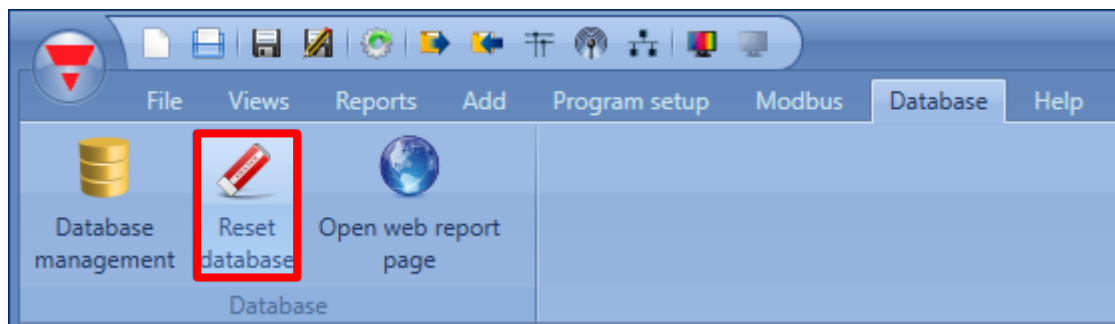 File Views Reports Add Program setup Modbus Database Help
Database management
Reset database
Open web report page
Database